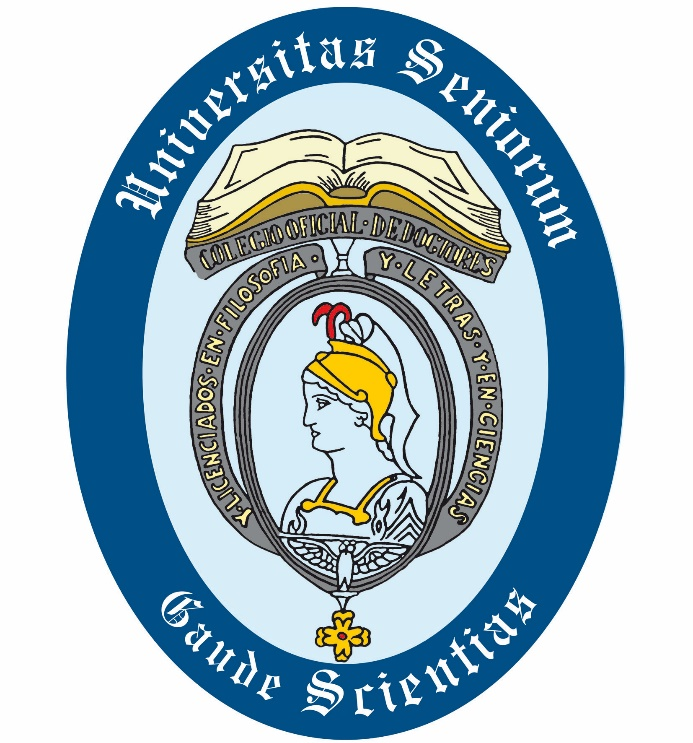 Universitas Seniorum
COLEGIO OFICIAL · DE DOCTORES
Y · LICENCIADOS · EN · FILOSOFIA ·
Y · LETRAS · Y · EN · CIENCIAS
Gaude Scientias